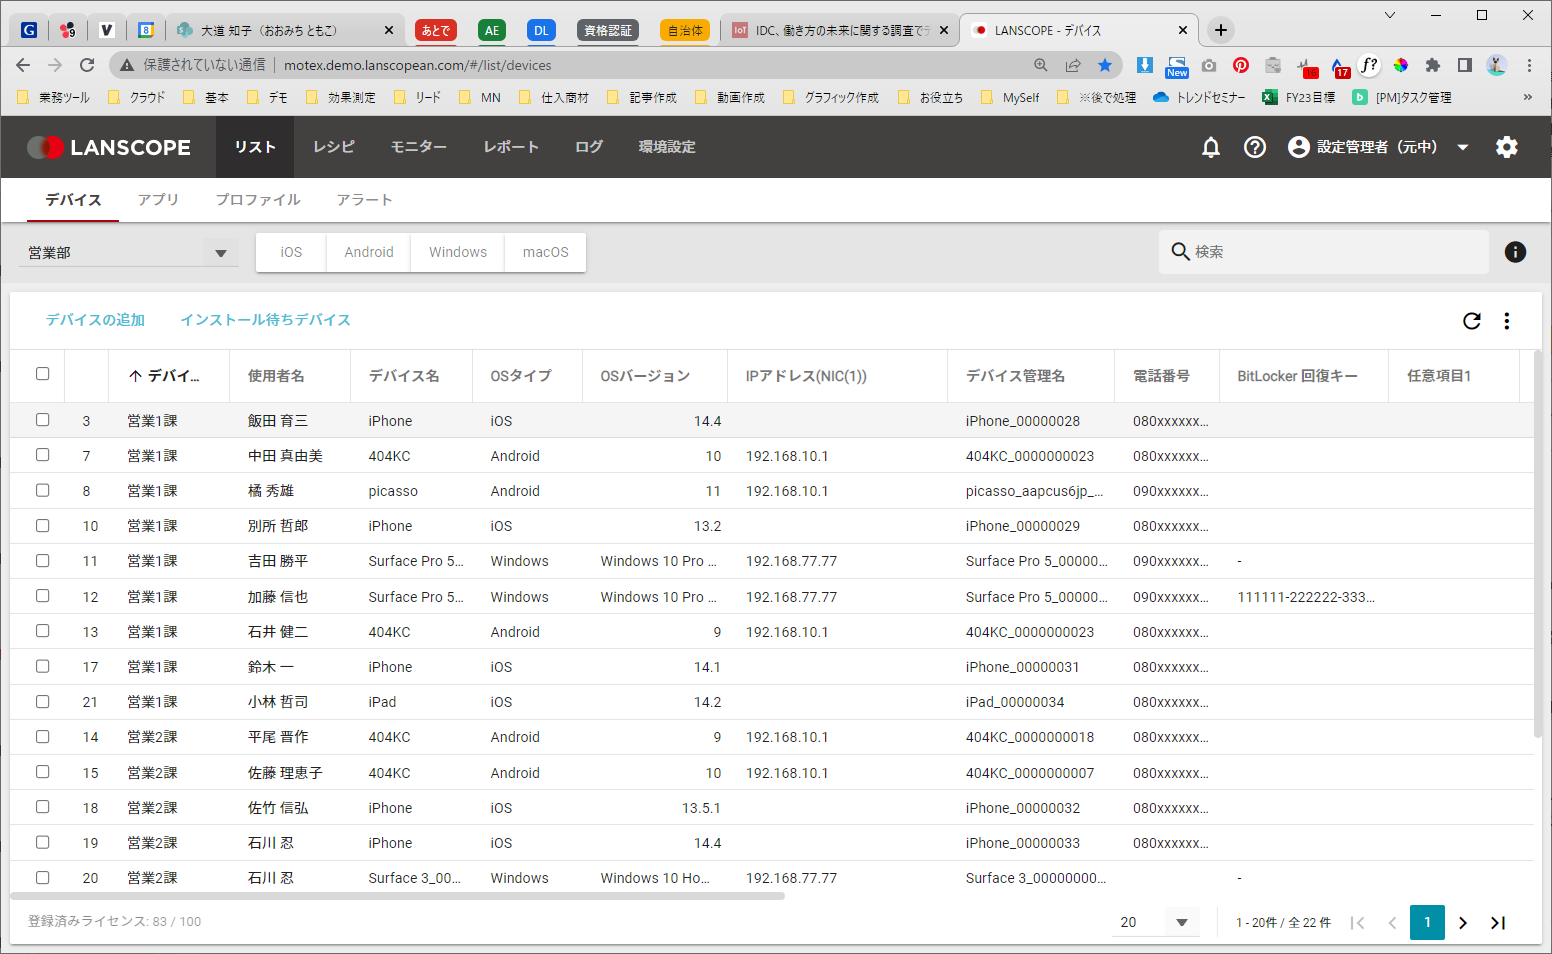 G
9
V
8
大道 知子（おおみち ともこ）
あとで
AE
DL
資格認証
自治体
IoT
IDC、働き方の未来に関する調査でテ
LANSCOPE - デバイス
保護されていない通信
motex.demo.lanscopean.com/#/list/devices
New
16
17
f?
業務ツール
クラウド
基本
デモ
効果測定
リード
MN
仕入商材
記事作成
動画作成
グラフィック作成
お役立ち
MySelf
※後で処理
トレンドセミナー
FY23目標
[PM]タスク管理
»
LANSCOPE
リスト
レシピ
モニター
レポート
ログ
環境設定
設定管理者（元中）
デバイス
アプリ
プロファイル
アラート
営業部
iOS
Android
Windows
macOS
検索
デバイスの追加
インストール待ちデバイス
デバイ... 使用者名 デバイス名 OSタイプ OSバージョン IPアドレス(NIC(1)) デバイス管理名 電話番号 BitLocker 回復キー 任意項目1
3 営業1課 飯田 育三 iPhone iOS 14.4 iPhone_00000028 080xxxxxx...
7 営業1課 中田 真由美 404KC Android 10 192.168.10.1 404KC_0000000023 080xxxxxx...
8 営業1課 橘 秀雄 picasso Android 11 192.168.10.1 picasso_aapcus6jp_... 090xxxxxx...
10 営業1課 別所 哲郎 iPhone iOS 13.2 iPhone_00000029 080xxxxxx...
11 営業1課 吉田 勝平 Surface Pro 5... Windows Windows 10 Pro ... 192.168.77.77 Surface Pro 5_00000... 090xxxxxx... -
12 営業1課 加藤 信也 Surface Pro 5... Windows Windows 10 Pro ... 192.168.77.77 Surface Pro 5_00000... 090xxxxxx... 111111-222222-333...
13 営業1課 石井 健二 404KC Android 9 192.168.10.1 404KC_0000000023 080xxxxxx...
17 営業1課 鈴木 一 iPhone iOS 14.1 iPhone_00000031 080xxxxxx...
21 営業1課 小林 哲司 iPad iOS 14.2 iPad_00000034 080xxxxxx...
14 営業2課 平尾 晋作 404KC Android 9 192.168.10.1 404KC_0000000018 080xxxxxx...
15 営業2課 佐藤 理恵子 404KC Android 10 192.168.10.1 404KC_0000000007 080xxxxxx...
18 営業2課 佐竹 信弘 iPhone iOS 13.5.1 iPhone_00000032 080xxxxxx...
19 営業2課 石川 忍 iPhone iOS 14.4 iPhone_00000033 080xxxxxx...
20 営業2課 石川 忍 Surface 3_00... Windows Windows 10 Ho... 192.168.77.77 Surface 3_00000000... -
登録済みライセンス: 83 / 100
20
1 - 20件 / 全 22 件
1